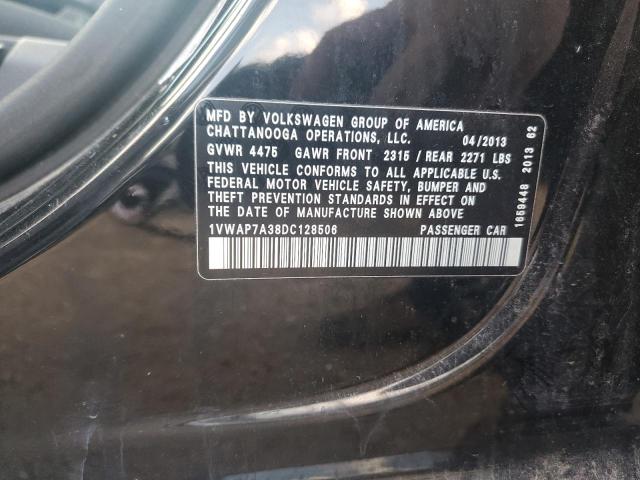 MFD BY VOLKSWAGEN GROUP OF AMERICA
CHATTANOOGA OPERATIONS, LLC. 04/2013
GVWR 4475 GAWR FRONT 2315 / REAR 2271 LBS
THIS VEHICLE CONFORMS TO ALL APPLICABLE U.S.
FEDERAL MOTOR VEHICLE SAFETY, BUMPER AND
THEFT PREVENTION STANDARDS IN EFFECT ON
THE DATE OF MANUFACTURE SHOWN ABOVE
1VWAP7A38DC128506 PASSENGER CAR
1659448 2013 62